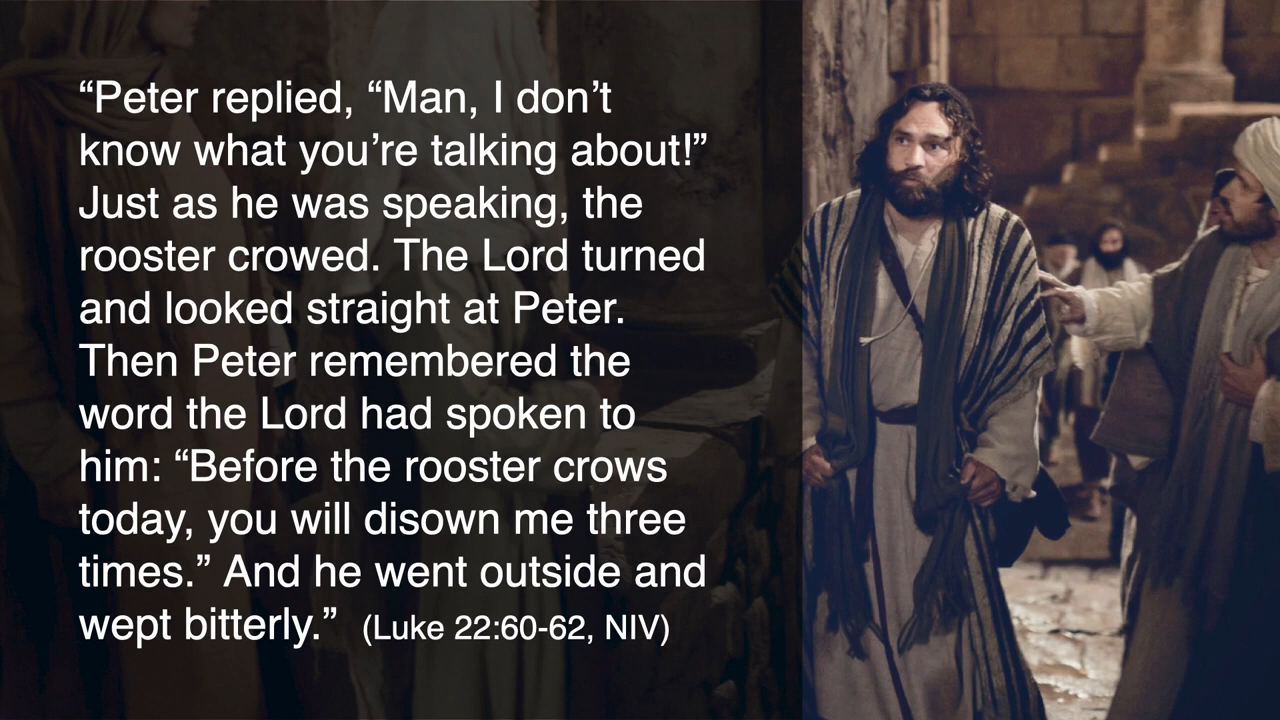 “Peter replied, “Man, I don’t
know what you’re talking about!”
Just as he was speaking, the
rooster crowed. The Lord turned
and looked straight at Peter.
Then Peter remembered the
word the Lord had spoken to
him: “Before the rooster crows
today, you will disown me three
times.” And he went outside and
wept bitterly.” (Luke 22:60-62, NIV)